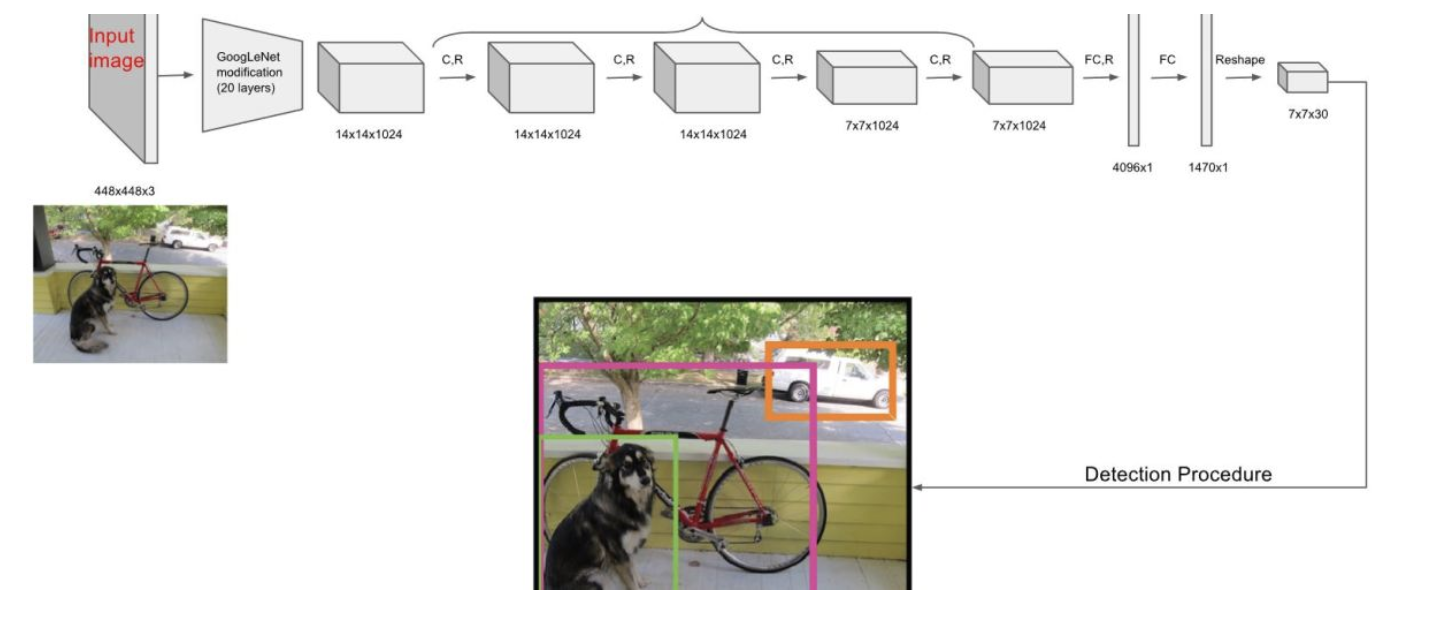 Input
image
GoogLeNet
modification
(20 layers)
C,R
C,R
C,R
C,R
FC,R
FC
Reshape
14x14x1024
14x14x1024
14x14x1024
7x7x1024
7x7x1024
7x7x30
4096x1
1470x1
448x448x3
Detection Procedure